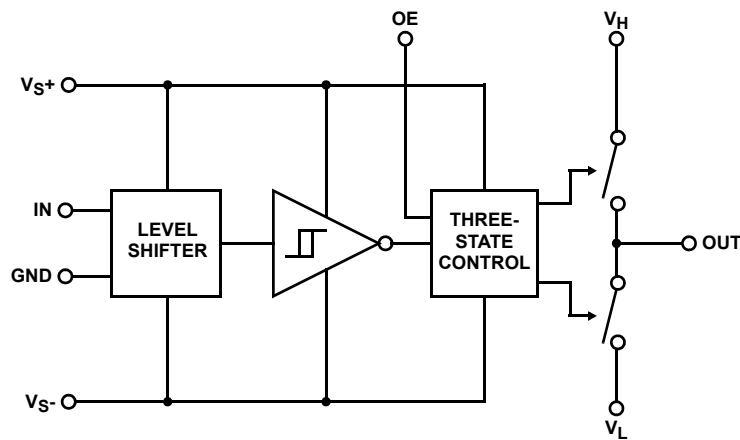 OE
VH
VS+
IN
LEVEL
SHIFTER
THREE-
STATE
CONTROL
OUT
GND
VS-
VL